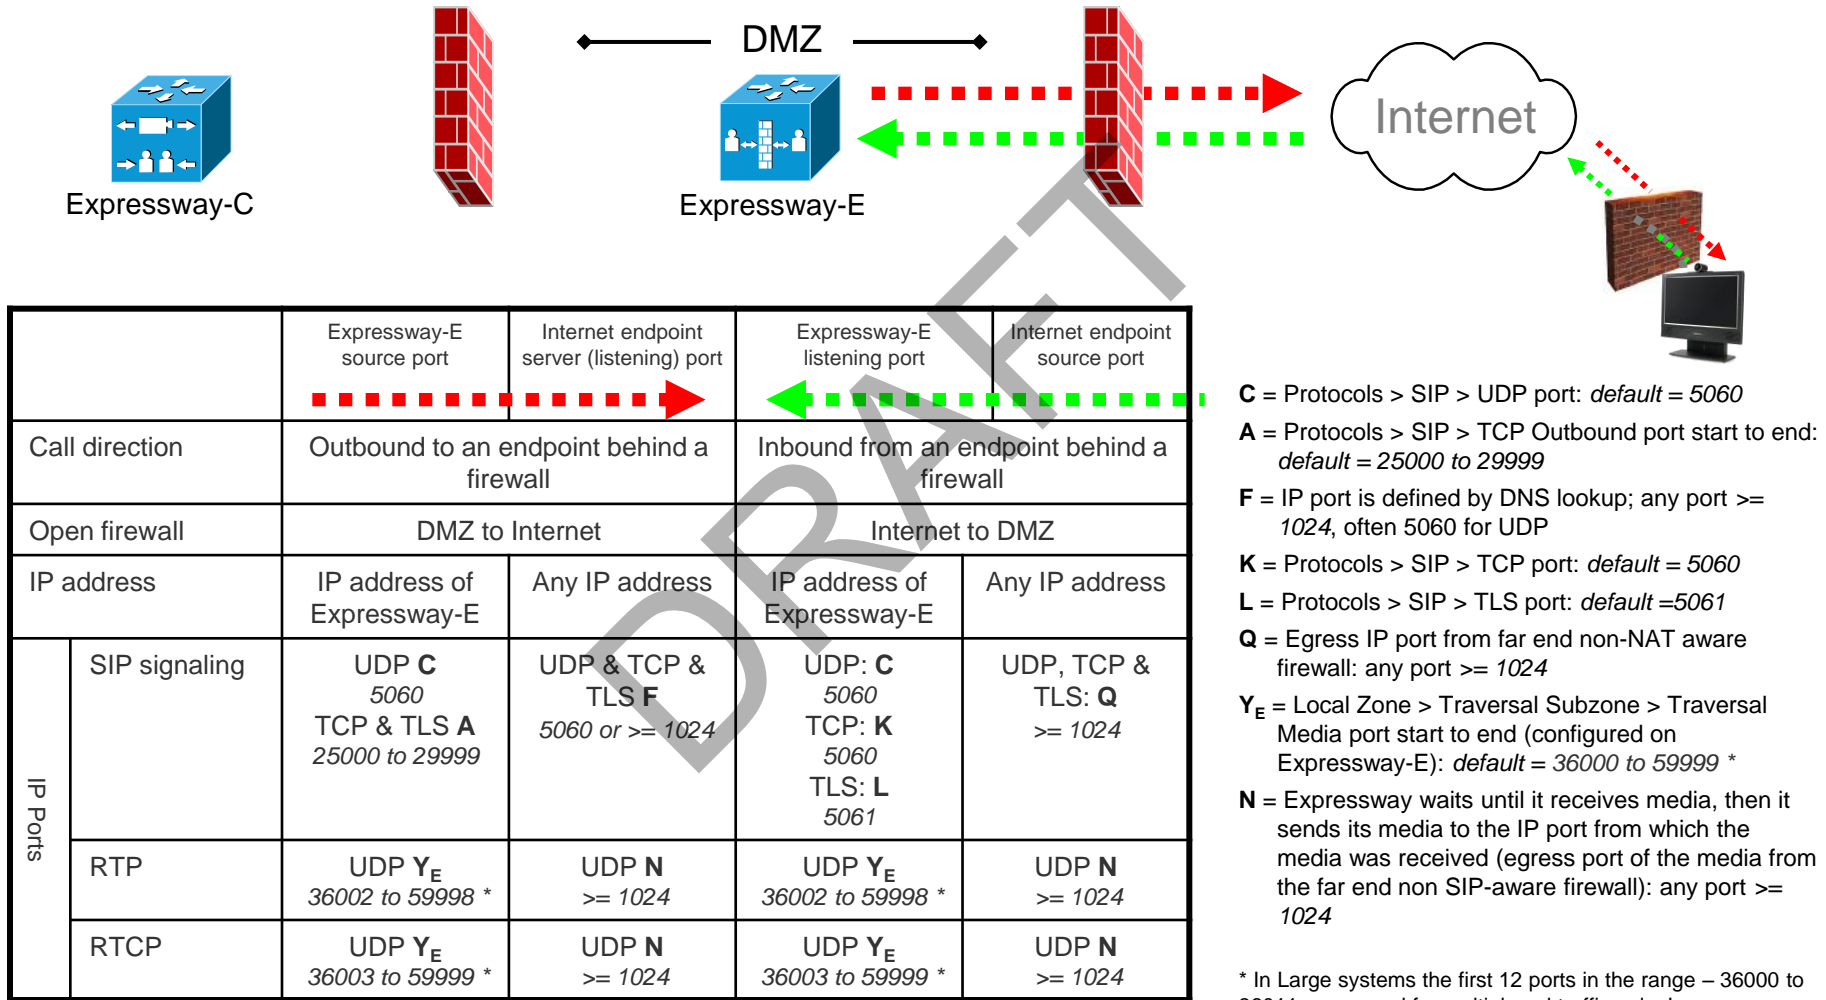 DMZ
Internet
Expressway-C
Expressway-E
DRAFT
Expressway-E
source port
Internet endpoint
server (listening) port
Expressway-E
listening port
Internet endpoint
source port
Call direction
Outbound to an endpoint behind a
firewall
Inbound from an endpoint behind a
firewall
Open firewall
DMZ to Internet
Internet to DMZ
IP address
IP address of
Expressway-E
Any IP address
IP address of
Expressway-E
Any IP address
IP Ports
SIP signaling
UDP C
5060
TCP & TLS A
25000 to 29999
UDP & TCP &
TLS F
5060 or >= 1024
UDP: C
5060
TCP: K
5060
TLS: L
5061
UDP, TCP &
TLS: Q
>= 1024
RTP
UDP YE
36002 to 59998 *
UDP N
>= 1024
UDP YE
36002 to 59998 *
UDP N
>= 1024
RTCP
UDP YE
36003 to 59999 *
UDP N
>= 1024
UDP YE
36003 to 59999 *
UDP N
>= 1024
C = Protocols > SIP > UDP port: default = 5060
A = Protocols > SIP > TCP Outbound port start to end:
default = 25000 to 29999
F = IP port is defined by DNS lookup; any port >=
1024, often 5060 for UDP
K = Protocols > SIP > TCP port: default = 5060
L = Protocols > SIP > TLS port: default =5061
Q = Egress IP port from far end non-NAT aware
firewall: any port >= 1024
YE = Local Zone > Traversal Subzone > Traversal
Media port start to end (configured on
Expressway-E): default = 36000 to 59999 *
N = Expressway waits until it receives media, then it
sends its media to the IP port from which the
media was received (egress port of the media from
the far end non SIP-aware firewall): any port >=
1024
* In Large systems the first 12 ports in the range – 36000 to